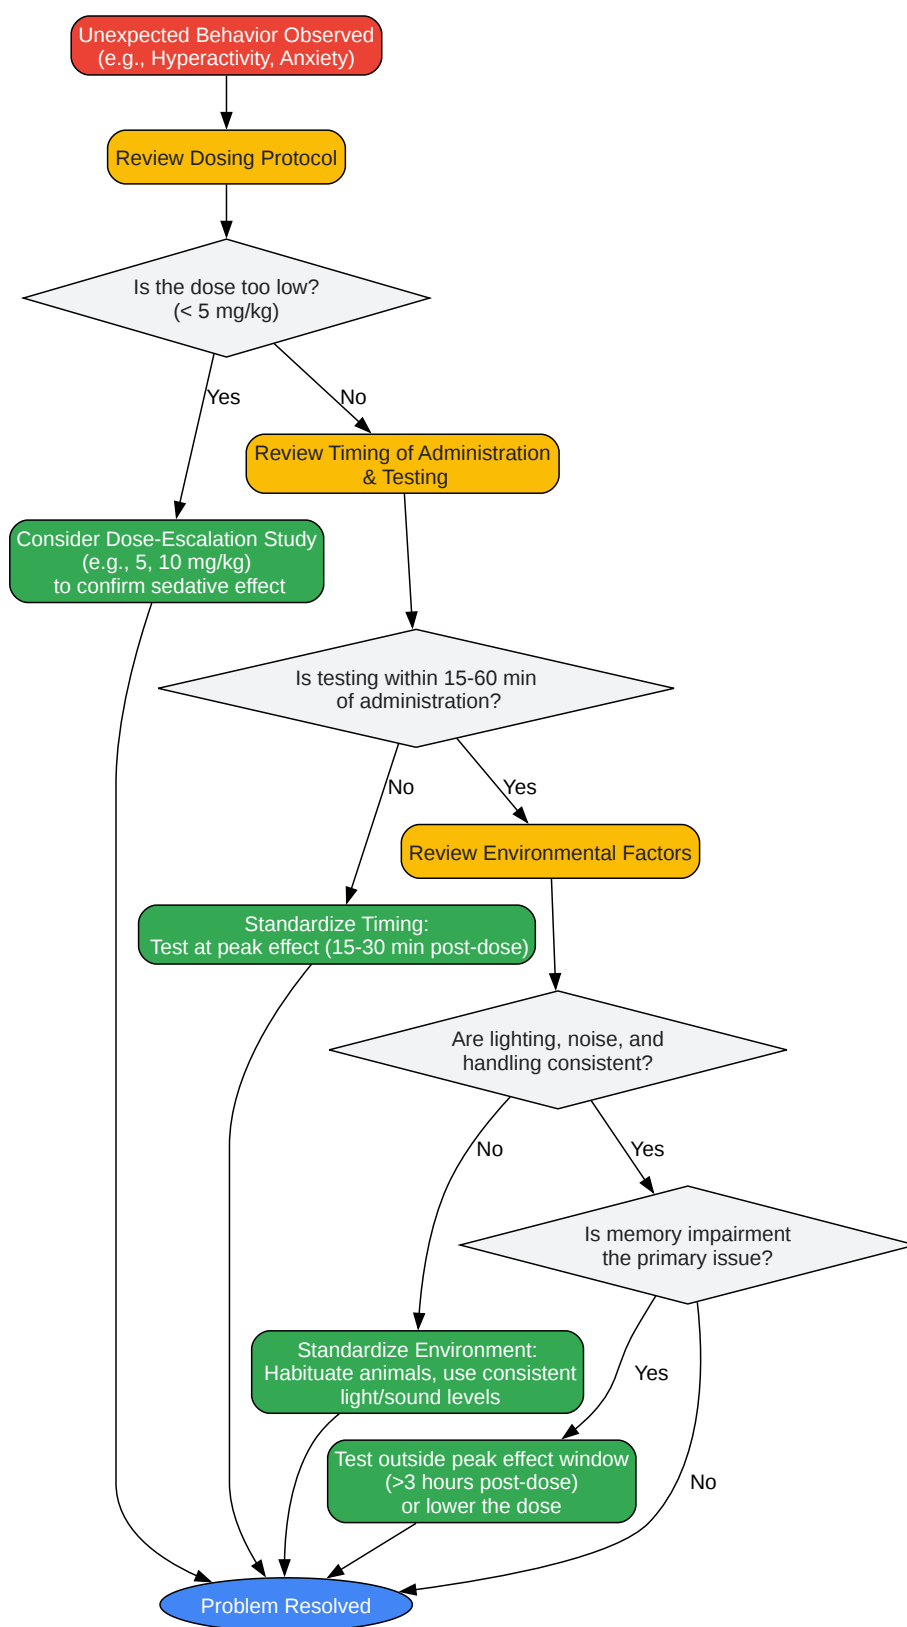 Unexpected Behavior Observed
(e.g., Hyperactivity, Anxiety)
Review Dosing Protocol
Is the dose too low?
(< 5 mg/kg)
Yes
No
Review Timing of Administration
& Testing
Consider Dose-Escalation Study
(e.g., 5, 10 mg/kg)
to confirm sedative effect
Is testing within 15-60 min
of administration?
No
Yes
Review Environmental Factors
Standardize Timing:
Test at peak effect (15-30 min post-dose)
Are lighting, noise, and
handling consistent?
No
Yes
Is memory impairment
the primary issue?
Standardize Environment:
Habituate animals, use consistent
light/sound levels
Yes
No
Test outside peak effect window
(>3 hours post-dose)
or lower the dose
Problem Resolved